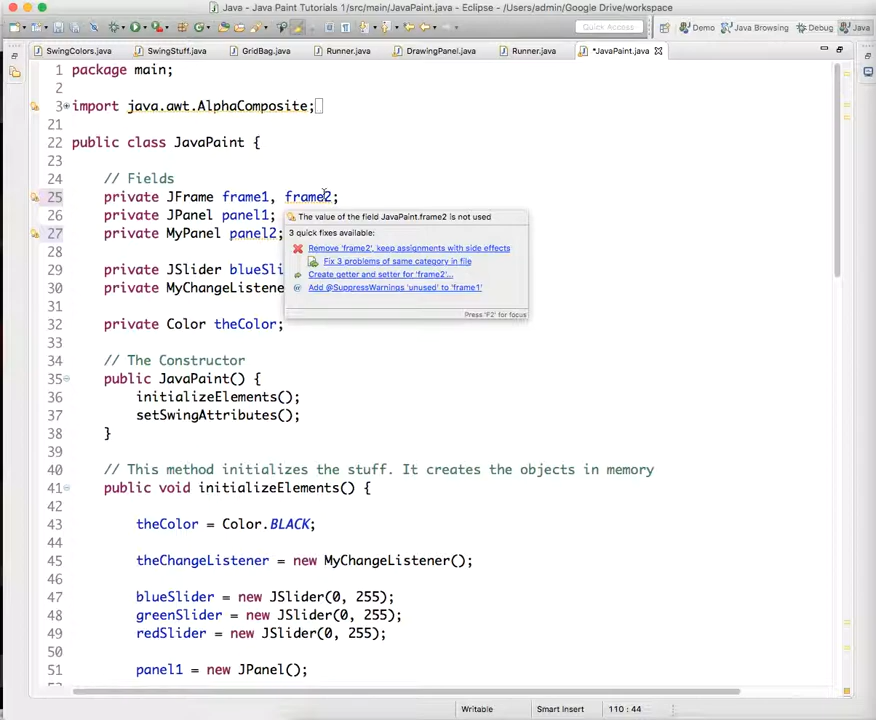 Java - Java Paint Tutorials 1/src/main/JavaPaint.java - Eclipse - /Users/admin/Google Drive/workspace
Quick Access
Demo
Java Browsing
Debug
Java
SwingColors.java
SwingStuff.java
GridBag.java
Runner.java
DrawingPanel.java
Runner.java
*JavaPaint.java
1 package main;
2
3 import java.awt.AlphaComposite;
21
22 public class JavaPaint {
23
24 // Fields
25 private JFrame frame1, frame2;
26 private JPanel panel1;
27 private MyPanel panel2;
28
29 private JSlider blueSli
30 private MyChangeListene
31
32 private Color theColor;
33
34 // The Constructor
35 public JavaPaint() {
36 initializeElements();
37 setSwingAttributes();
38 }
39
40 // This method initializes the stuff. It creates the objects in memory
41 public void initializeElements() {
42
43 theColor = Color.BLACK;
44
45 theChangeListener = new MyChangeListener();
46
47 blueSlider = new JSlider(0, 255);
48 greenSlider = new JSlider(0, 255);
49 redSlider = new JSlider(0, 255);
50
51 panel1 = new JPanel();
The value of the field JavaPaint.frame2 is not used
3 quick fixes available:
Remove 'frame2', keep assignments with side effects
Fix 3 problems of same category in file
Create getter and setter for 'frame2'...
Add @SuppressWarnings 'unused' to 'frame1'
Press 'F2' for focus
Writable
Smart Insert
110 : 44